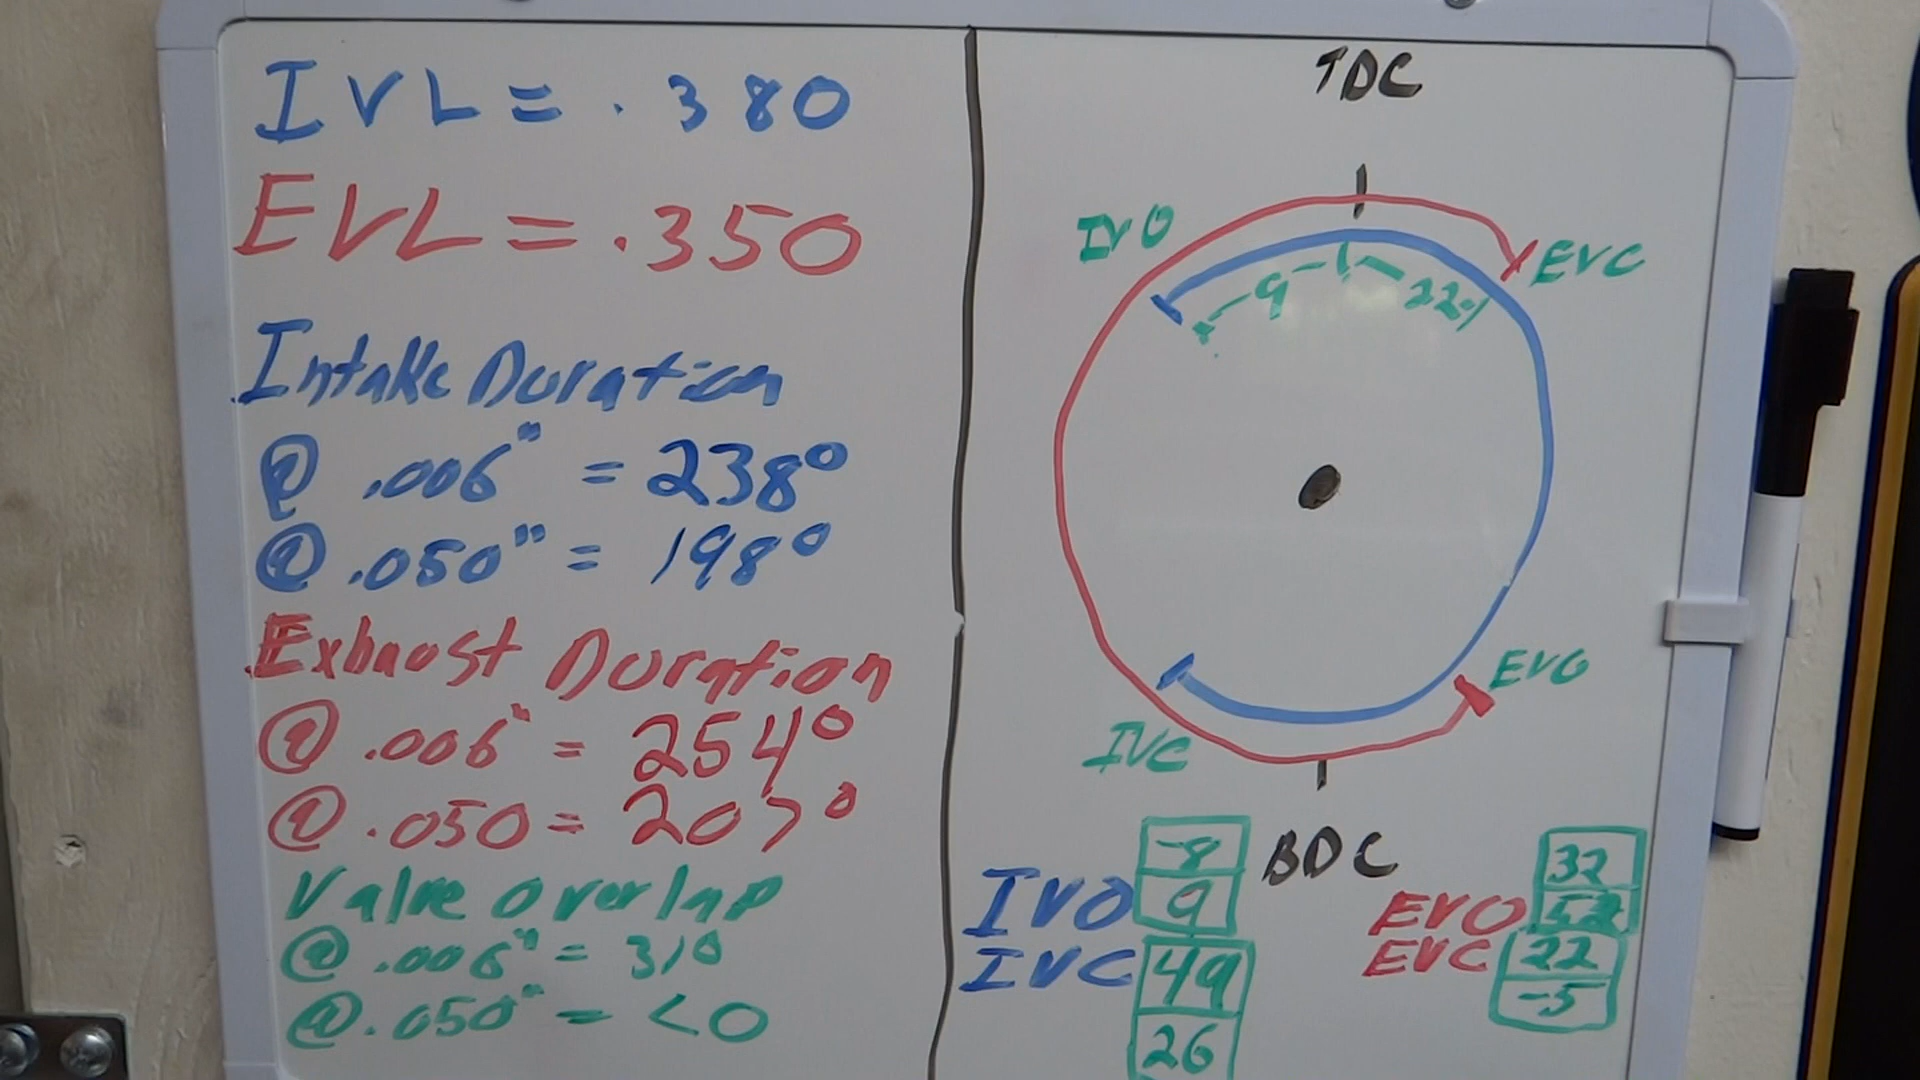 IVL = .380
EVL = .350
Intake Duration
@ .006" = 238°
@ .050" = 198°
Exhaust Duration
@ .006" = 254°
@ .050 = 207°
Valve overlap
@ .006" = 31°
@ .050" = <0
TDC
IVO
EVC
9
22
EVO
IVC
BDC
IVO
-8
9
IVC
49
26
EVO
32
EVC
22
-5